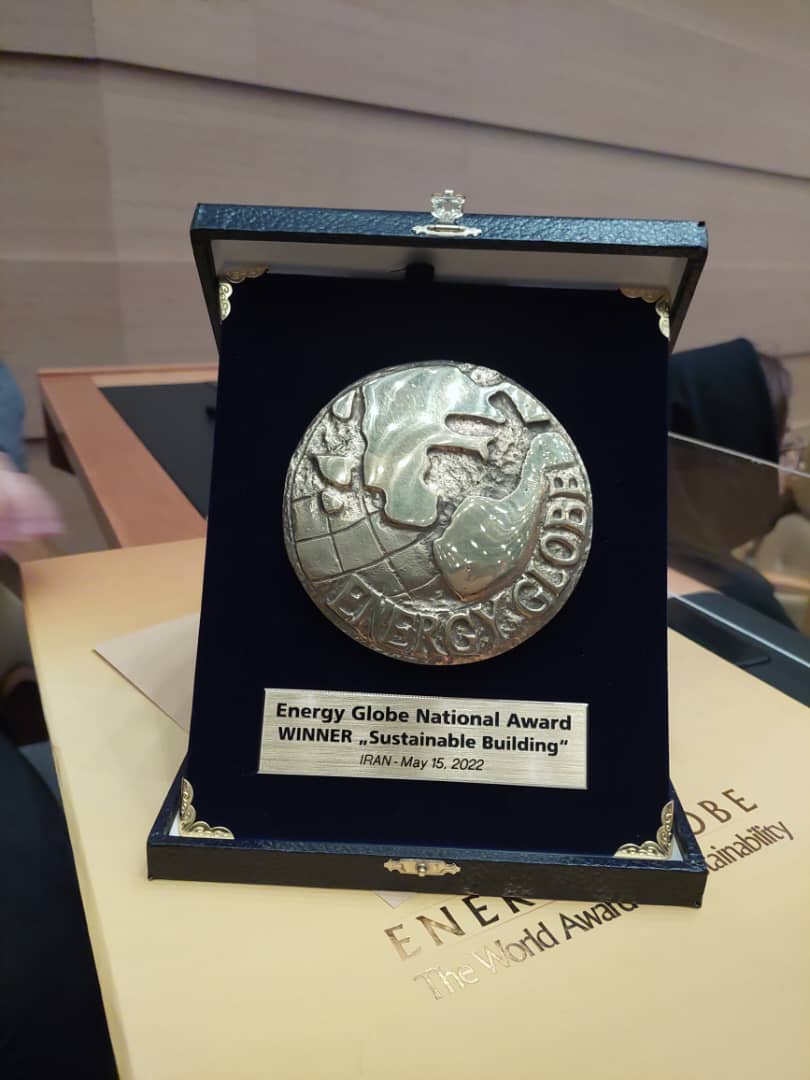 ENERGY GLOBE
Energy Globe National Award
WINNER „Sustainable Building“
IRAN - May 15, 2022
The World Award